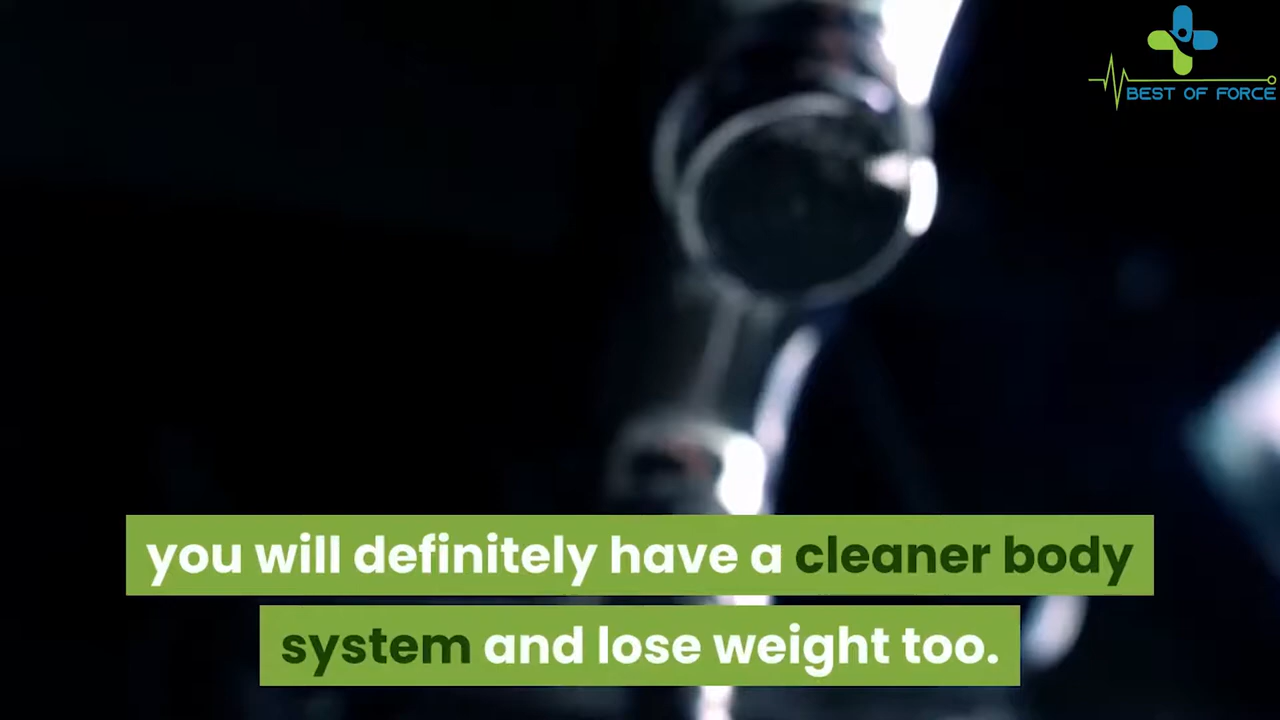 BEST OF FORCE
you will definitely have a cleaner body
system and lose weight too.